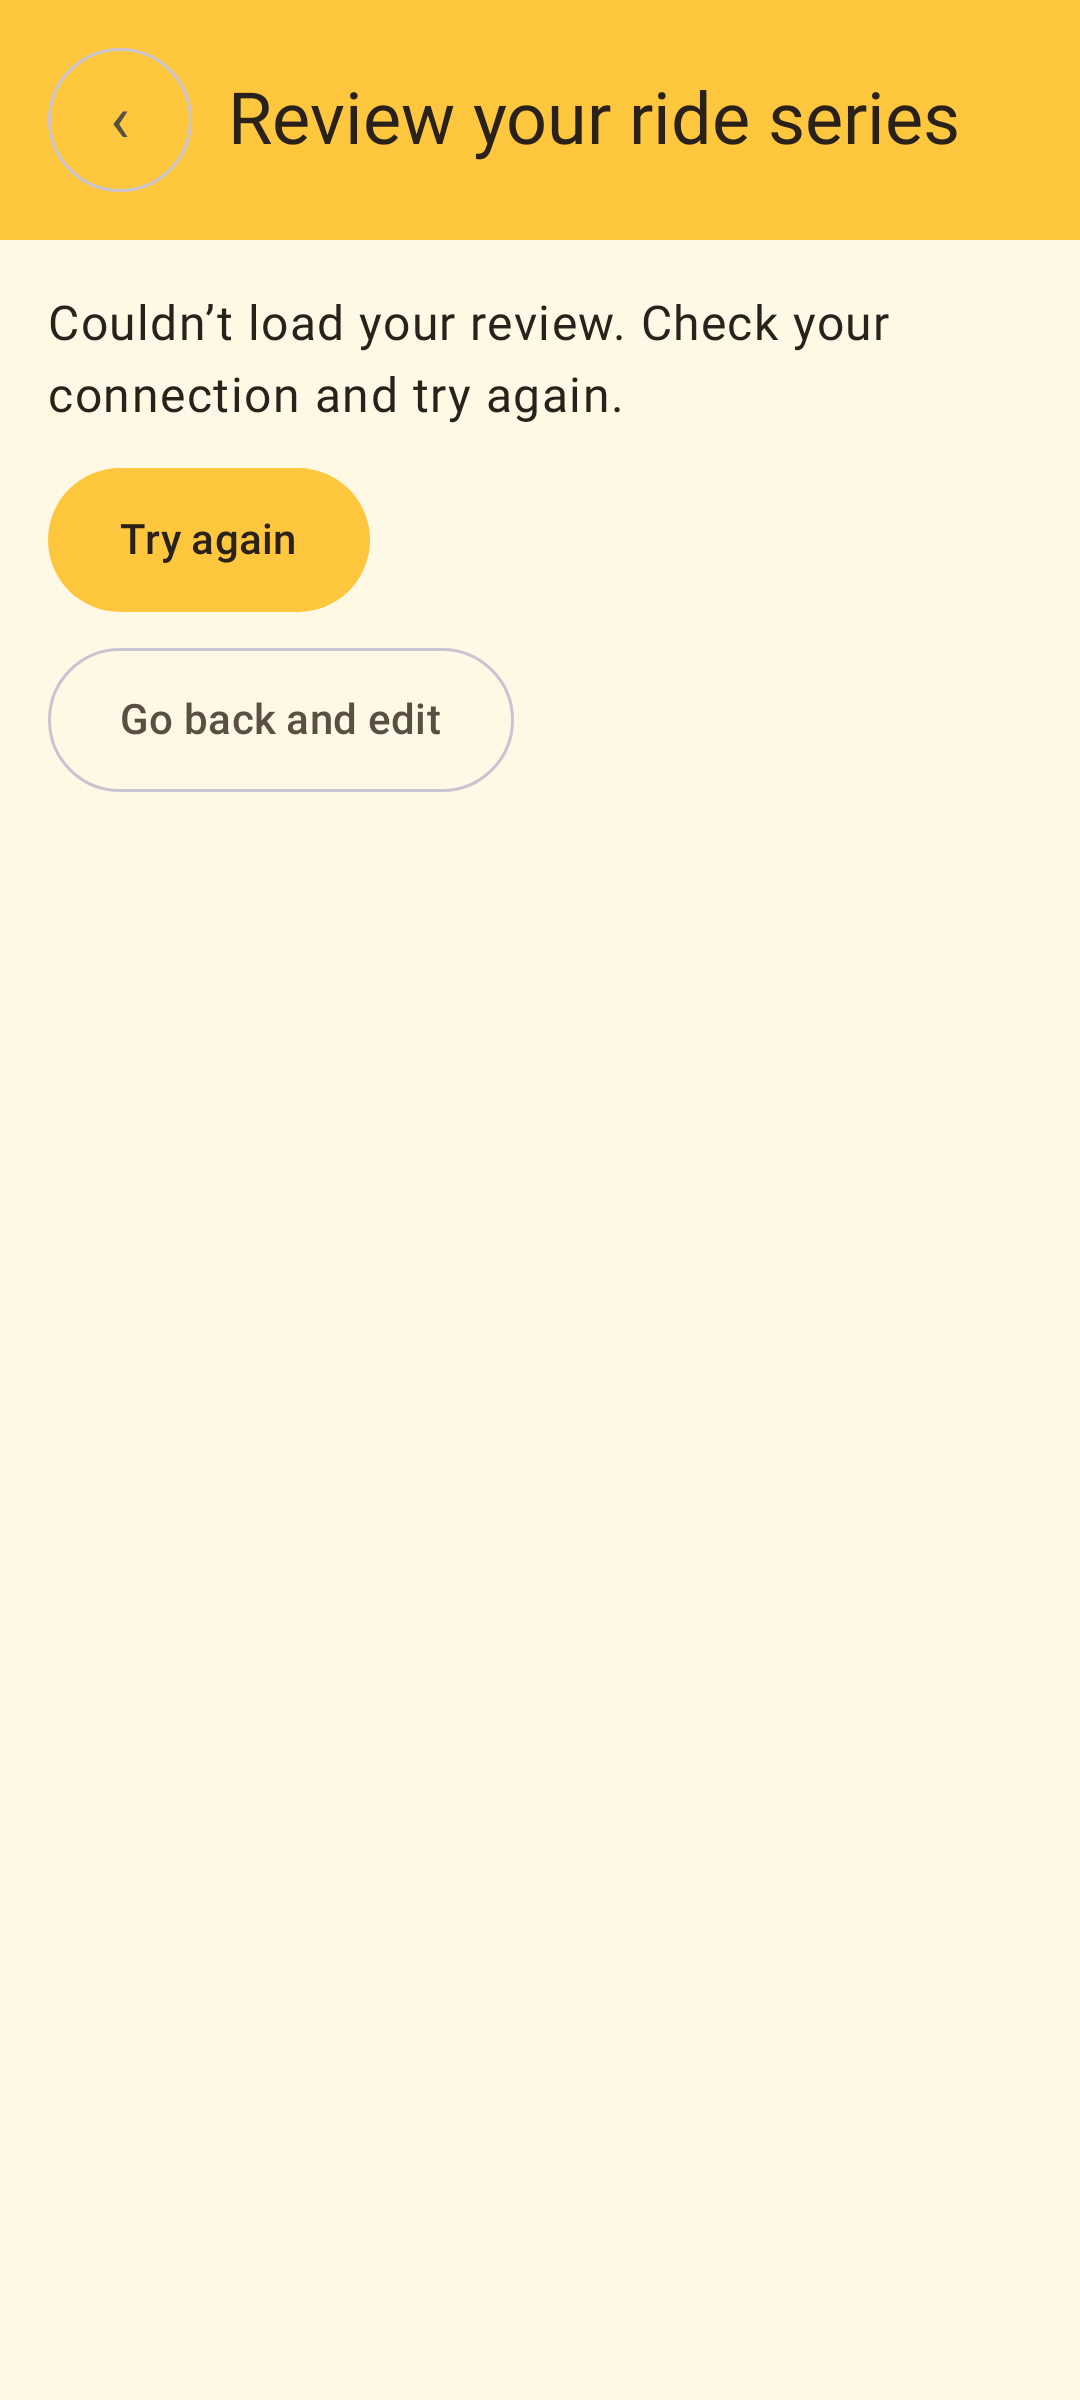 ‹
Review your ride series
Couldn’t load your review. Check your
connection and try again.
Try again
Go back and edit